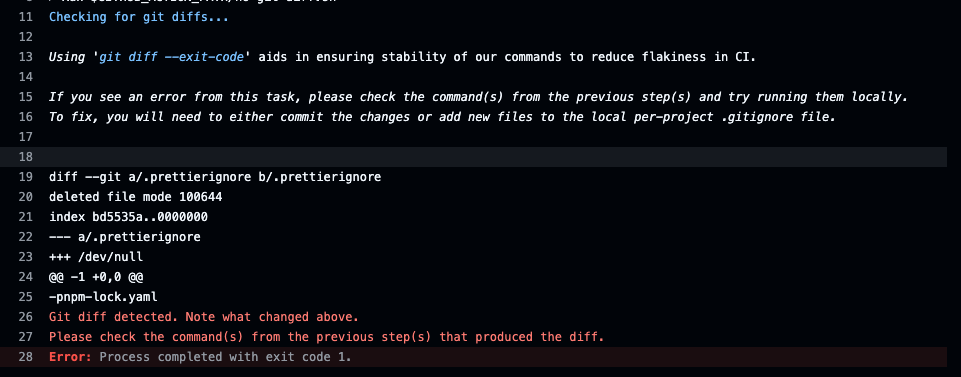 11 Checking for git diffs...
12
13 Using 'git diff --exit-code' aids in ensuring stability of our commands to reduce flakiness in CI.
14
15 If you see an error from this task, please check the command(s) from the previous step(s) and try running them locally.
16 To fix, you will need to either commit the changes or add new files to the local per-project .gitignore file.
17
18
19 diff --git a/.prettierignore b/.prettierignore
20 deleted file mode 100644
21 index bd5535a..0000000
22 --- a/.prettierignore
23 +++ /dev/null
24 @@ -1 +0,0 @@
25 -pnpm-lock.yaml
26 Git diff detected. Note what changed above.
27 Please check the command(s) from the previous step(s) that produced the diff.
28 Error: Process completed with exit code 1.